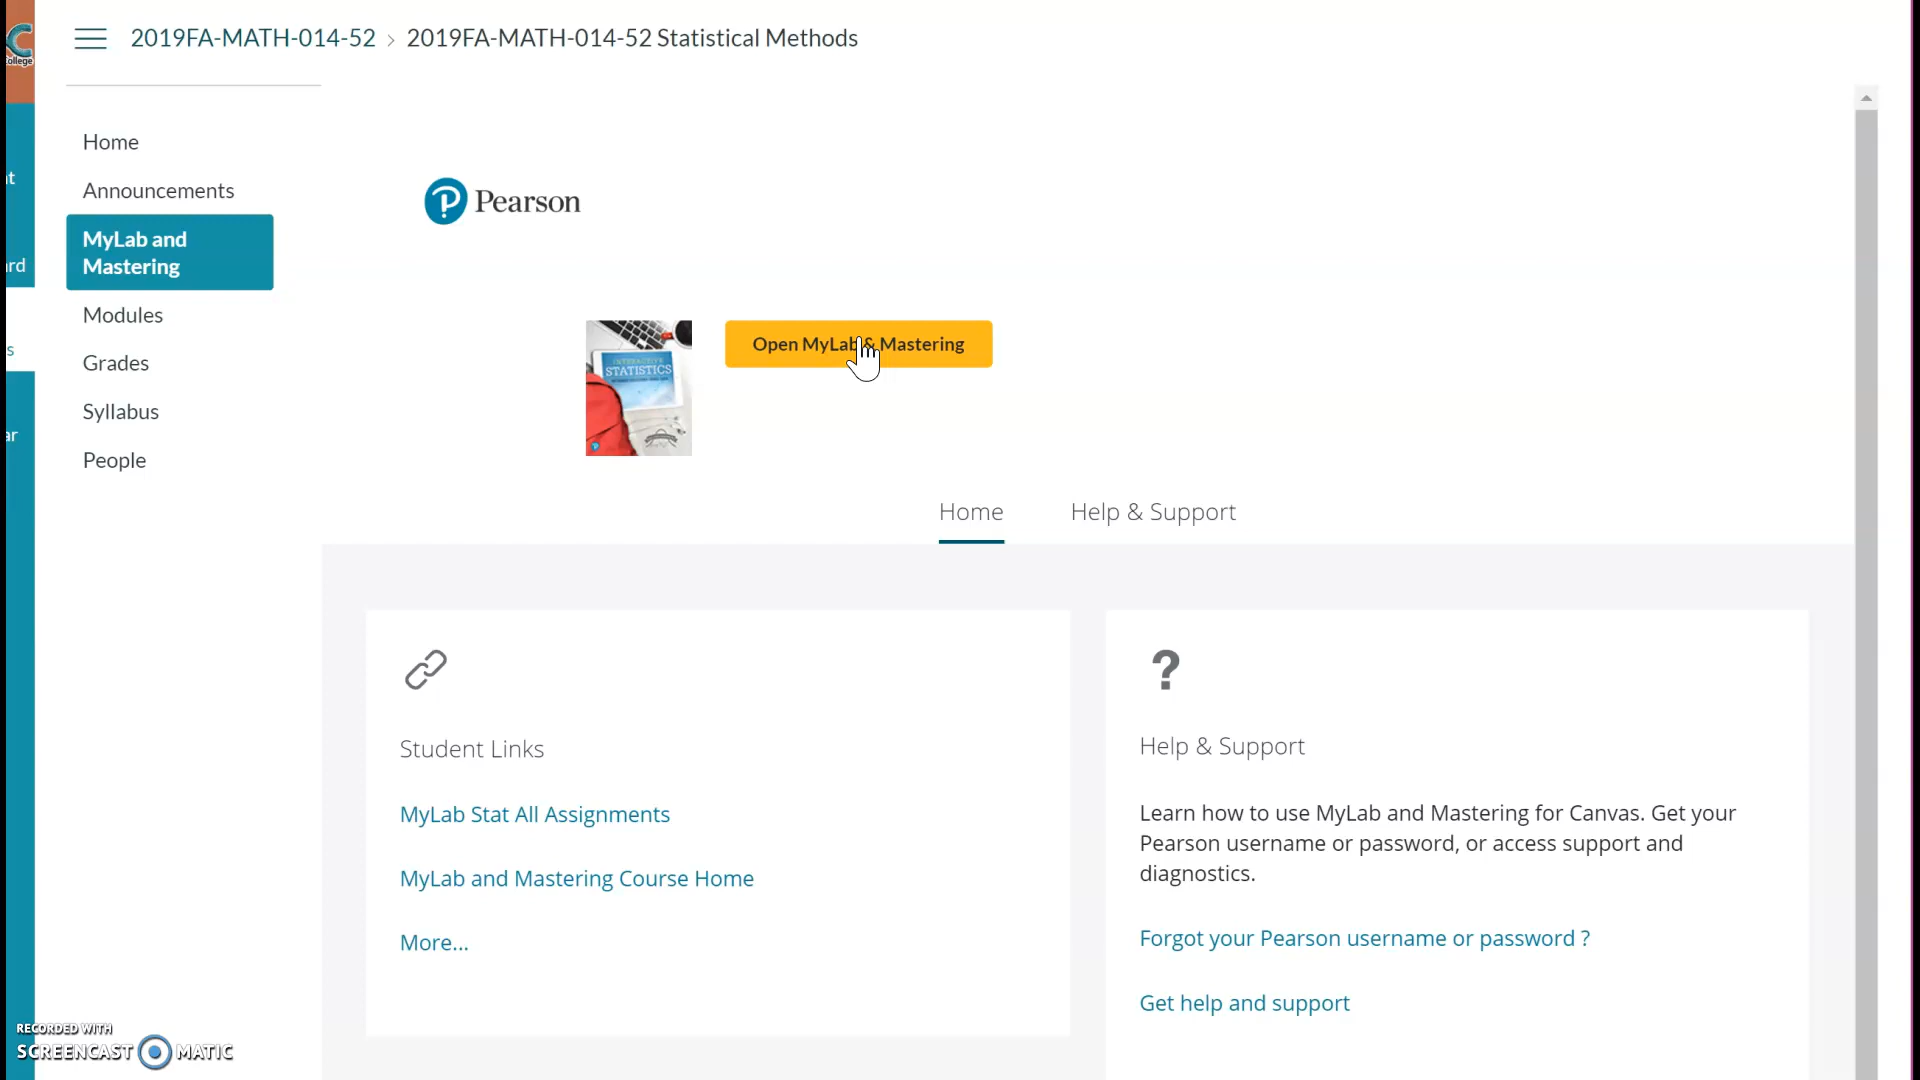 College
2019FA-MATH-014-52 > 2019FA-MATH-014-52 Statistical Methods
Home
Announcements
MyLab and
Mastering
Modules
Grades
Syllabus
People
t
rd
s
ar
Pearson
STATISTICS
Open MyLab & Mastering
Home
Help & Support
Student Links
MyLab Stat All Assignments
MyLab and Mastering Course Home
More...
?
Help & Support
Learn how to use MyLab and Mastering for Canvas. Get your
Pearson username or password, or access support and
diagnostics.
Forgot your Pearson username or password ?
Get help and support
RECORDED WITH
SCREENCAST MATIC